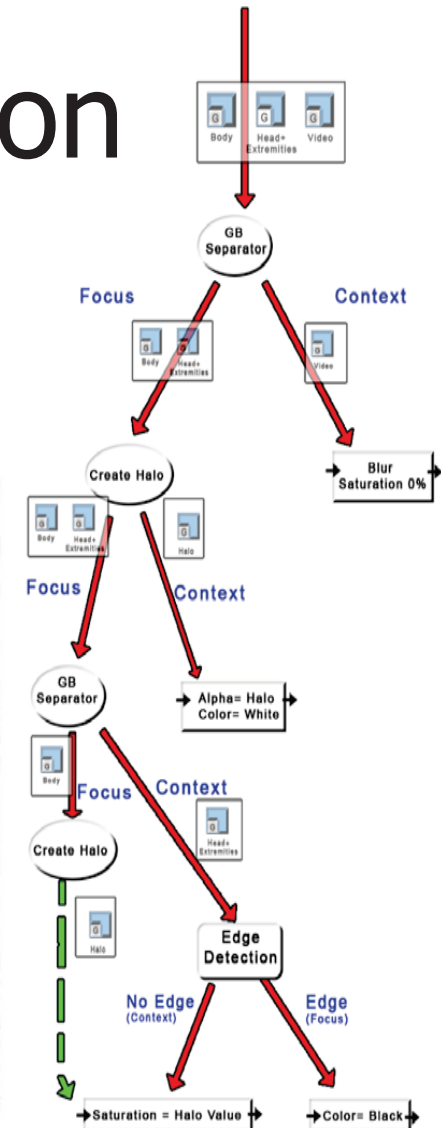 on
G G G
Body Head+ Video
Extremities
GB
Separator
Focus Context
G G G
Body Head+ Video
Extremities
Create Halo
Blur
Saturation 0%
G G G
Body Head+ Halo
Extremities
Focus Context
GB
Separator
Alpha= Halo
Color= White
G
Body
Focus Context
G
Head+
Extremities
Create Halo
G
Halo
Edge
Detection
No Edge Edge
(Context) (Focus)
Saturation = Halo Value Color= Black